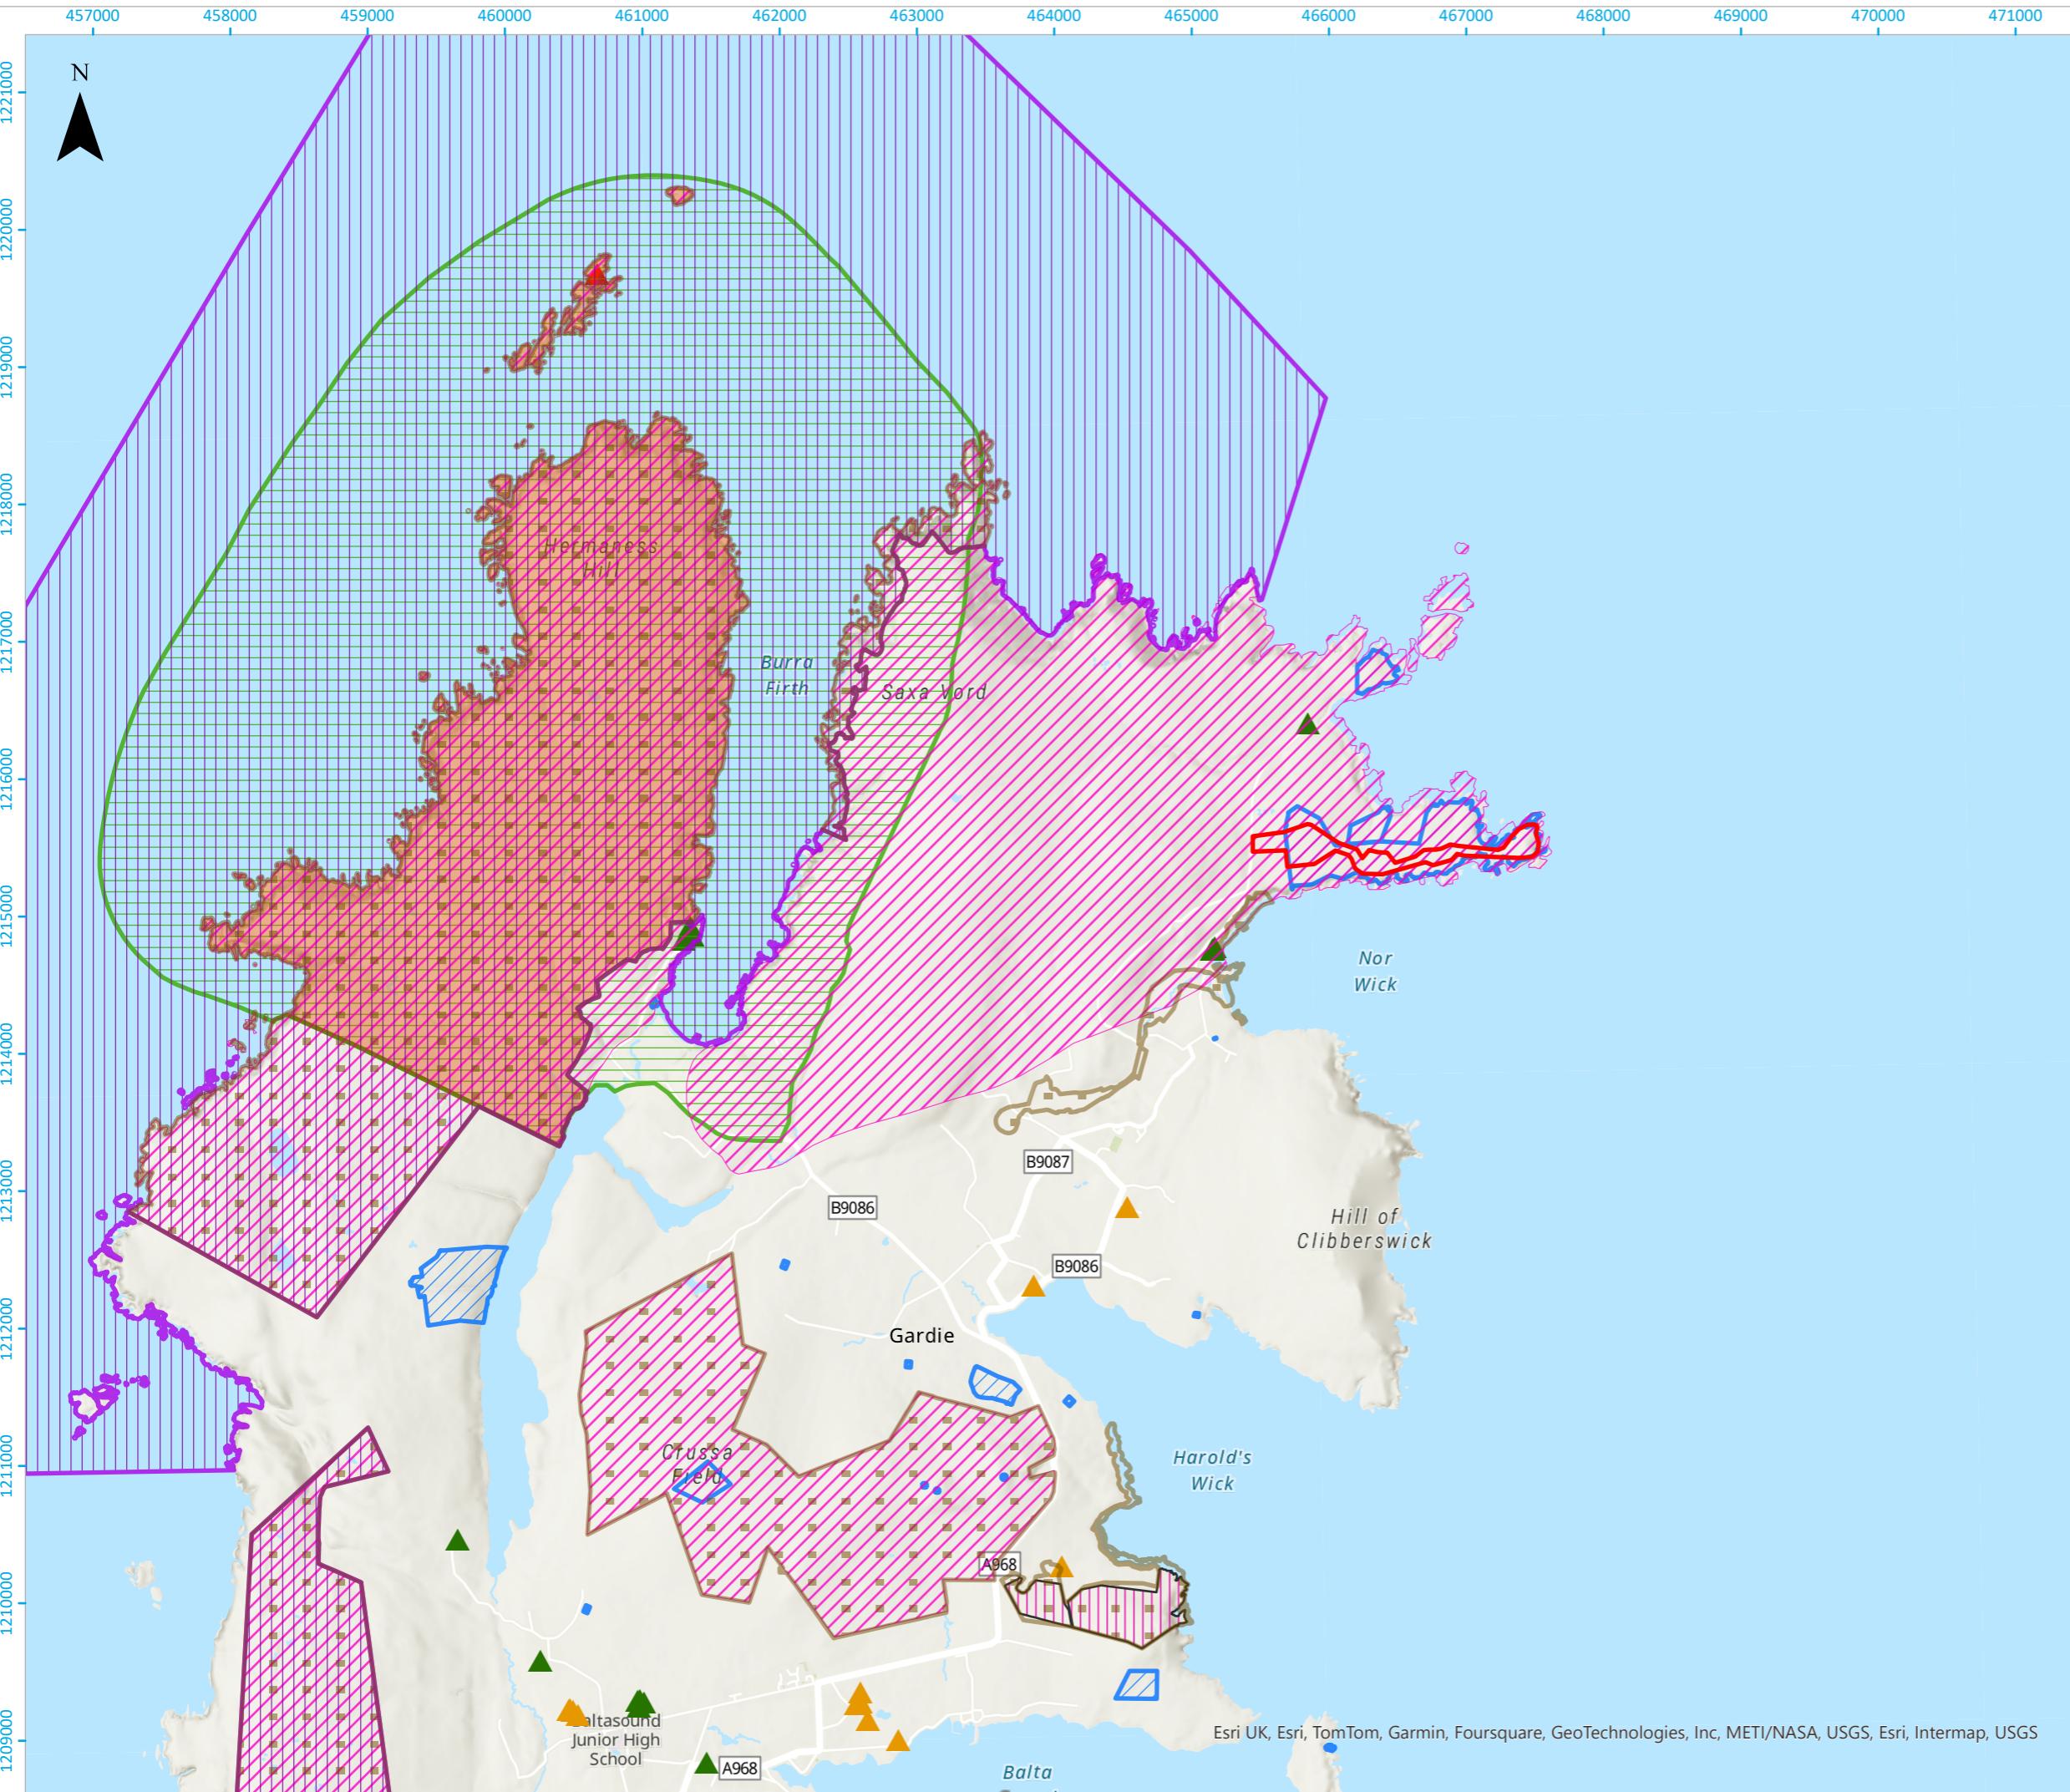 457000 458000 459000 460000 461000 462000 463000 464000 465000 466000 467000 468000 469000 470000 471000
1221000
1220000
1219000
1218000
1217000
1216000
1215000
1214000
1213000
1212000
1211000
1210000
1209000
N
Hermaness
Hill
Burra
Firth
Saxa Vord
Nor
Wick
B9087
B9086
Hill of
Clibberswick
B9086
Gardie
Crussa
Field
Harold's
Wick
A968
Baltasound
Junior High
School
A968
Esri UK, Esri, TomTom, Garmin, Foursquare, GeoTechnologies, Inc, METI/NASA, USGS, Esri, Intermap, USGS
Balta